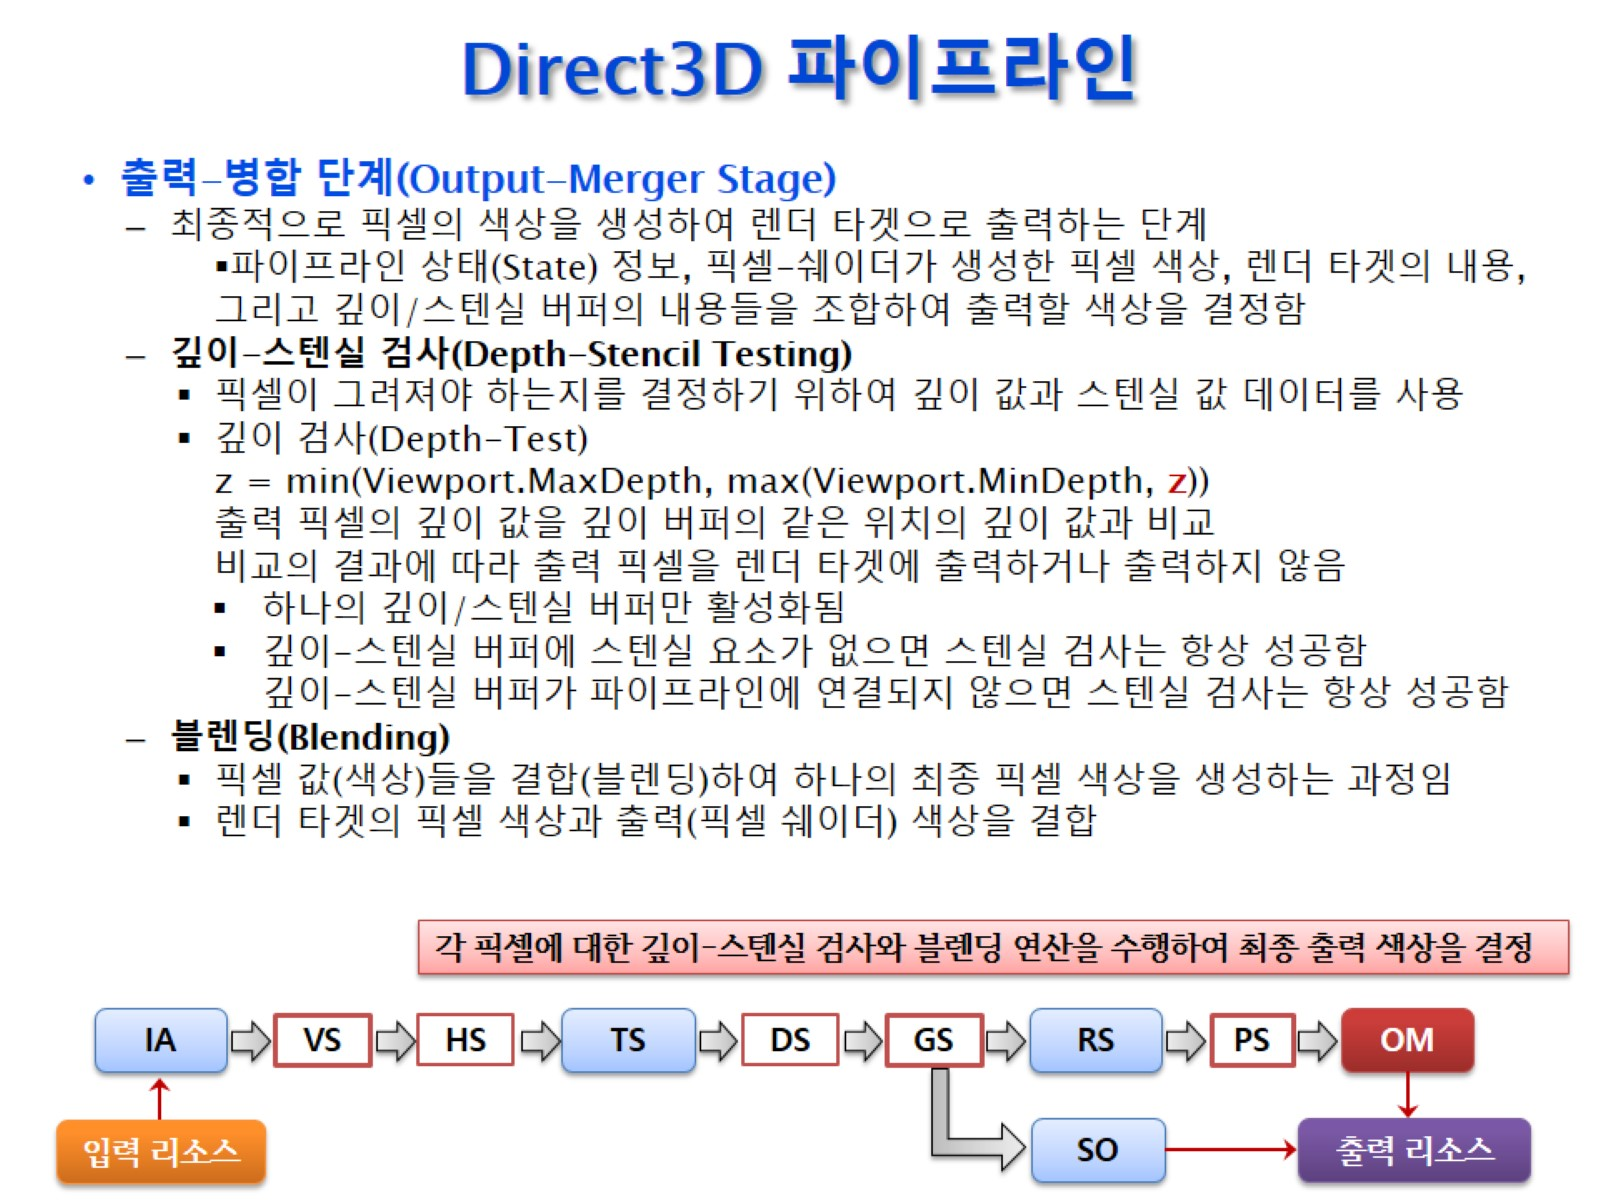 Direct3D 파이프라인
• 출력-병합 단계(Output-Merger Stage)
– 최종적으로 픽셀의 색상을 생성하여 렌더 타겟으로 출력하는 단계
▪파이프라인 상태(State) 정보, 픽셀-쉐이더가 생성한 픽셀 색상, 렌더 타겟의 내용,
그리고 깊이/스텐실 버퍼의 내용들을 조합하여 출력할 색상을 결정함
– 깊이-스텐실 검사(Depth-Stencil Testing)
▪ 픽셀이 그려져야 하는지를 결정하기 위하여 깊이 값과 스텐실 값 데이터를 사용
▪ 깊이 검사(Depth-Test)
z = min(Viewport.MaxDepth, max(Viewport.MinDepth, z))
출력 픽셀의 깊이 값을 깊이 버퍼의 같은 위치의 깊이 값과 비교
비교의 결과에 따라 출력 픽셀을 렌더 타겟에 출력하거나 출력하지 않음
▪ 하나의 깊이/스텐실 버퍼만 활성화됨
▪ 깊이-스텐실 버퍼에 스텐실 요소가 없으면 스텐실 검사는 항상 성공함
깊이-스텐실 버퍼가 파이프라인에 연결되지 않으면 스텐실 검사는 항상 성공함
– 블렌딩(Blending)
▪ 픽셀 값(색상)들을 결합(블렌딩)하여 하나의 최종 픽셀 색상을 생성하는 과정임
▪ 렌더 타겟의 픽셀 색상과 출력(픽셀 쉐이더) 색상을 결합
각 픽셀에 대한 깊이-스텐실 검사와 블렌딩 연산을 수행하여 최종 출력 색상을 결정
IA VS HS TS DS GS RS PS OM
입력 리소스 SO 출력 리소스